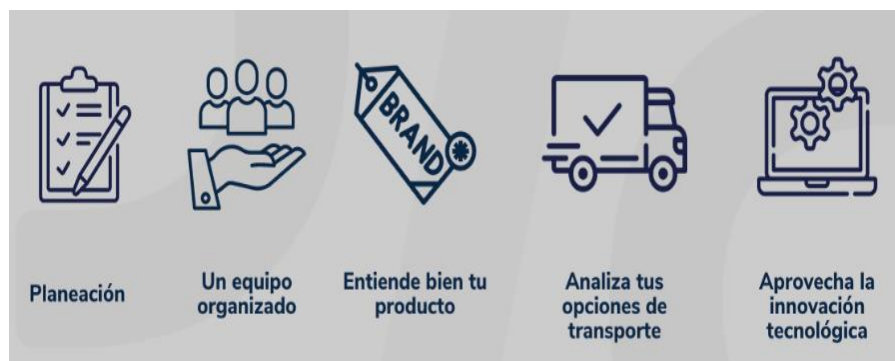 BRAND
Planeación
Un equipo
organizado
Entiende bien tu
producto
Analiza tus
opciones de
transporte
Aprovecha la
innovación
tecnológica